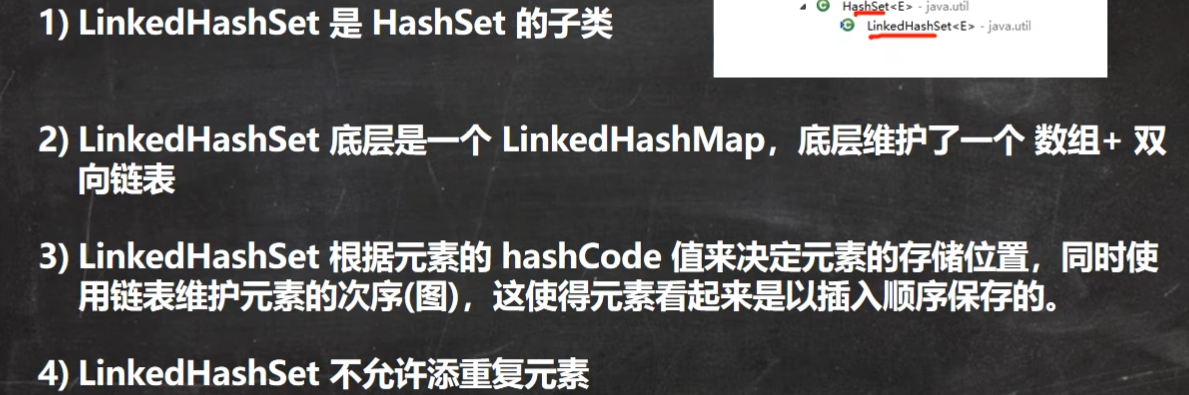 HashSet<E> - java.util
1) LinkedHashSet 是 HashSet 的子类
LinkedHashSet<E> - java.util
2) LinkedHashSet 底层是一个 LinkedHashMap，底层维护了一个 数组+ 双
向链表
3) LinkedHashSet 根据元素的 hashCode 值来决定元素的存储位置，同时使
用链表维护元素的次序(图)，这使得元素看起来是以插入顺序保存的。
4) LinkedHashSet 不允许添重复元素